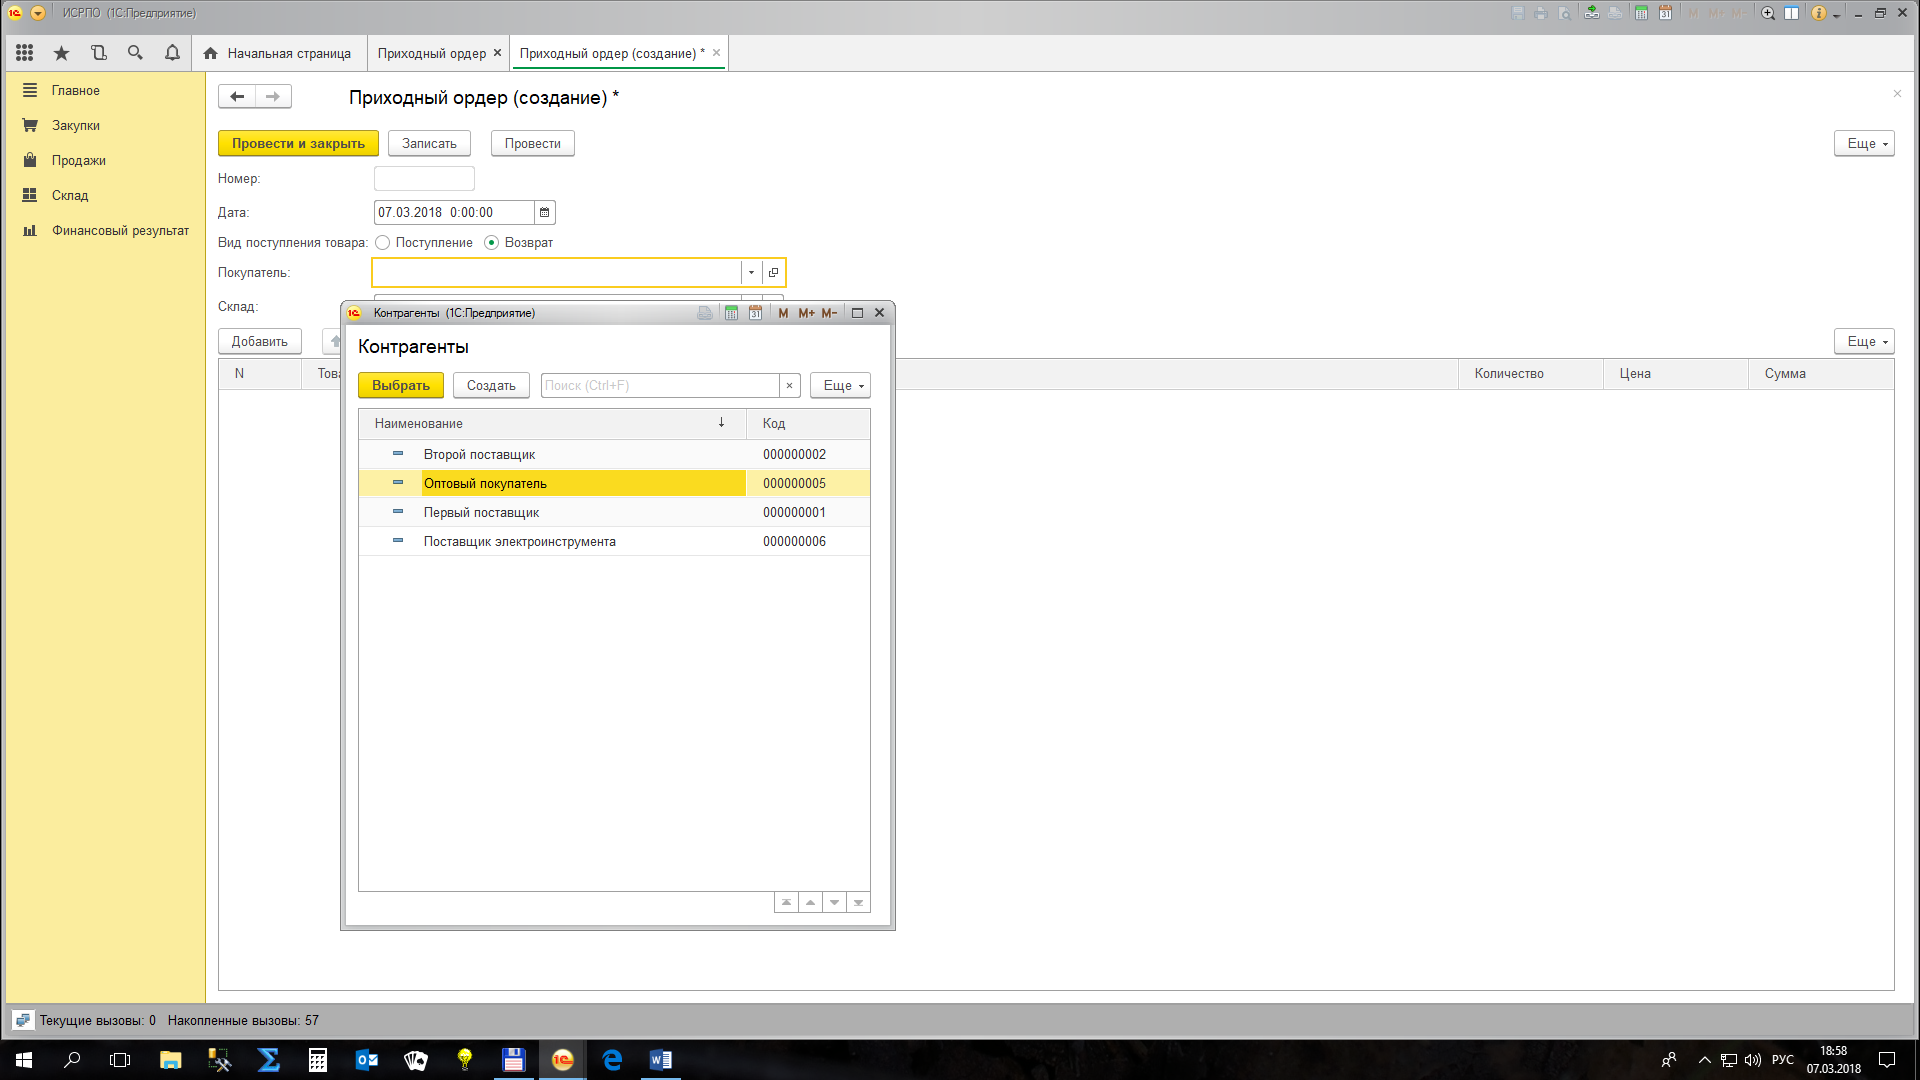 ИСРПО (1С:Предприятие)
M M+ M-
Начальная страница
Приходный ордер
Приходный ордер (создание) *
Главное
Закупки
Продажи
Склад
Финансовый результат
Приходный ордер (создание) *
Провести и закрыть
Записать
Провести
Еще
Номер:
Дата:
07.03.2018 0:00:00
Вид поступления товара:
Поступление
Возврат
Покупатель:
Склад:
Добавить
Еще
N
Количество
Цена
Сумма
Контрагенты (1С:Предприятие)
31
M M+ M-
Контрагенты
Выбрать
Создать
Поиск (Ctrl+F)
Еще
Наименование
Код
Второй поставщик
000000002
Оптовый покупатель
000000005
Первый поставщик
000000001
Поставщик электроинструмента
000000006
Текущие вызовы: 0 Накопленные вызовы: 57
РУС
18:58
07.03.2018